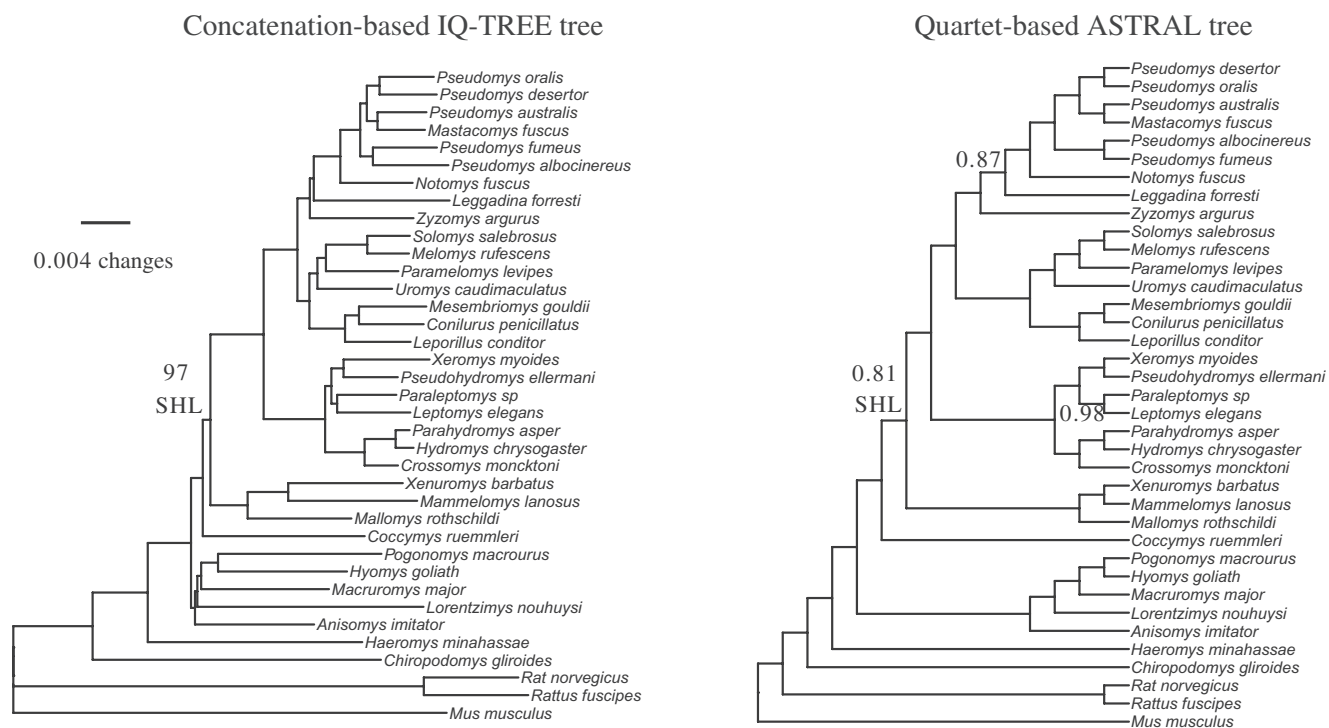 Concatenation-based IQ-TREE tree
Pseudomys oralis
Pseudomys desertor
Pseudomys australis
Mastacomys fuscus
Pseudomys fumeus
Pseudomys albocinereus
Notomys fuscus
Leggadina forresti
Zyzomys argurus
Solomys salebrosus
Melomys rufescens
Paramelomys levipes
Uromys caudimaculatus
Mesembriomys gouldii
Conilurus penicillatus
Leporillus conditor
Xeromys myoides
Pseudohydromys ellermani
Paraleptomys sp
Leptomys elegans
Parahydromys asper
Hydromys chrysogaster
Crossomys moncktoni
Xenuromys barbatus
Mammelomys lanosus
Mallomys rothschildi
Coccymys ruemmleri
Pogonomys macrourus
Hyomys goliath
Macruromys major
Lorentzimys nouhuysi
Anisomys imitator
Haeromys minahassae
Chiropodomys gliroides
Rat norvegicus
Rattus fuscipes
Mus musculus
0.004 changes
97
SHL
Quartet-based ASTRAL tree
Pseudomys desertor
Pseudomys oralis
Pseudomys australis
Mastacomys fuscus
Pseudomys albocinereus
Pseudomys fumeus
Notomys fuscus
Leggadina forresti
Zyzomys argurus
Solomys salebrosus
Melomys rufescens
Paramelomys levipes
Uromys caudimaculatus
Mesembriomys gouldii
Conilurus penicillatus
Leporillus conditor
Xeromys myoides
Pseudohydromys ellermani
Paraleptomys sp
Leptomys elegans
Parahydromys asper
Hydromys chrysogaster
Crossomys moncktoni
Xenuromys barbatus
Mammelomys lanosus
Mallomys rothschildi
Coccymys ruemmleri
Pogonomys macrourus
Hyomys goliath
Macruromys major
Lorentzimys nouhuysi
Anisomys imitator
Haeromys minahassae
Chiropodomys gliroides
Rat norvegicus
Rattus fuscipes
Mus musculus
0.87
0.81
SHL
0.98